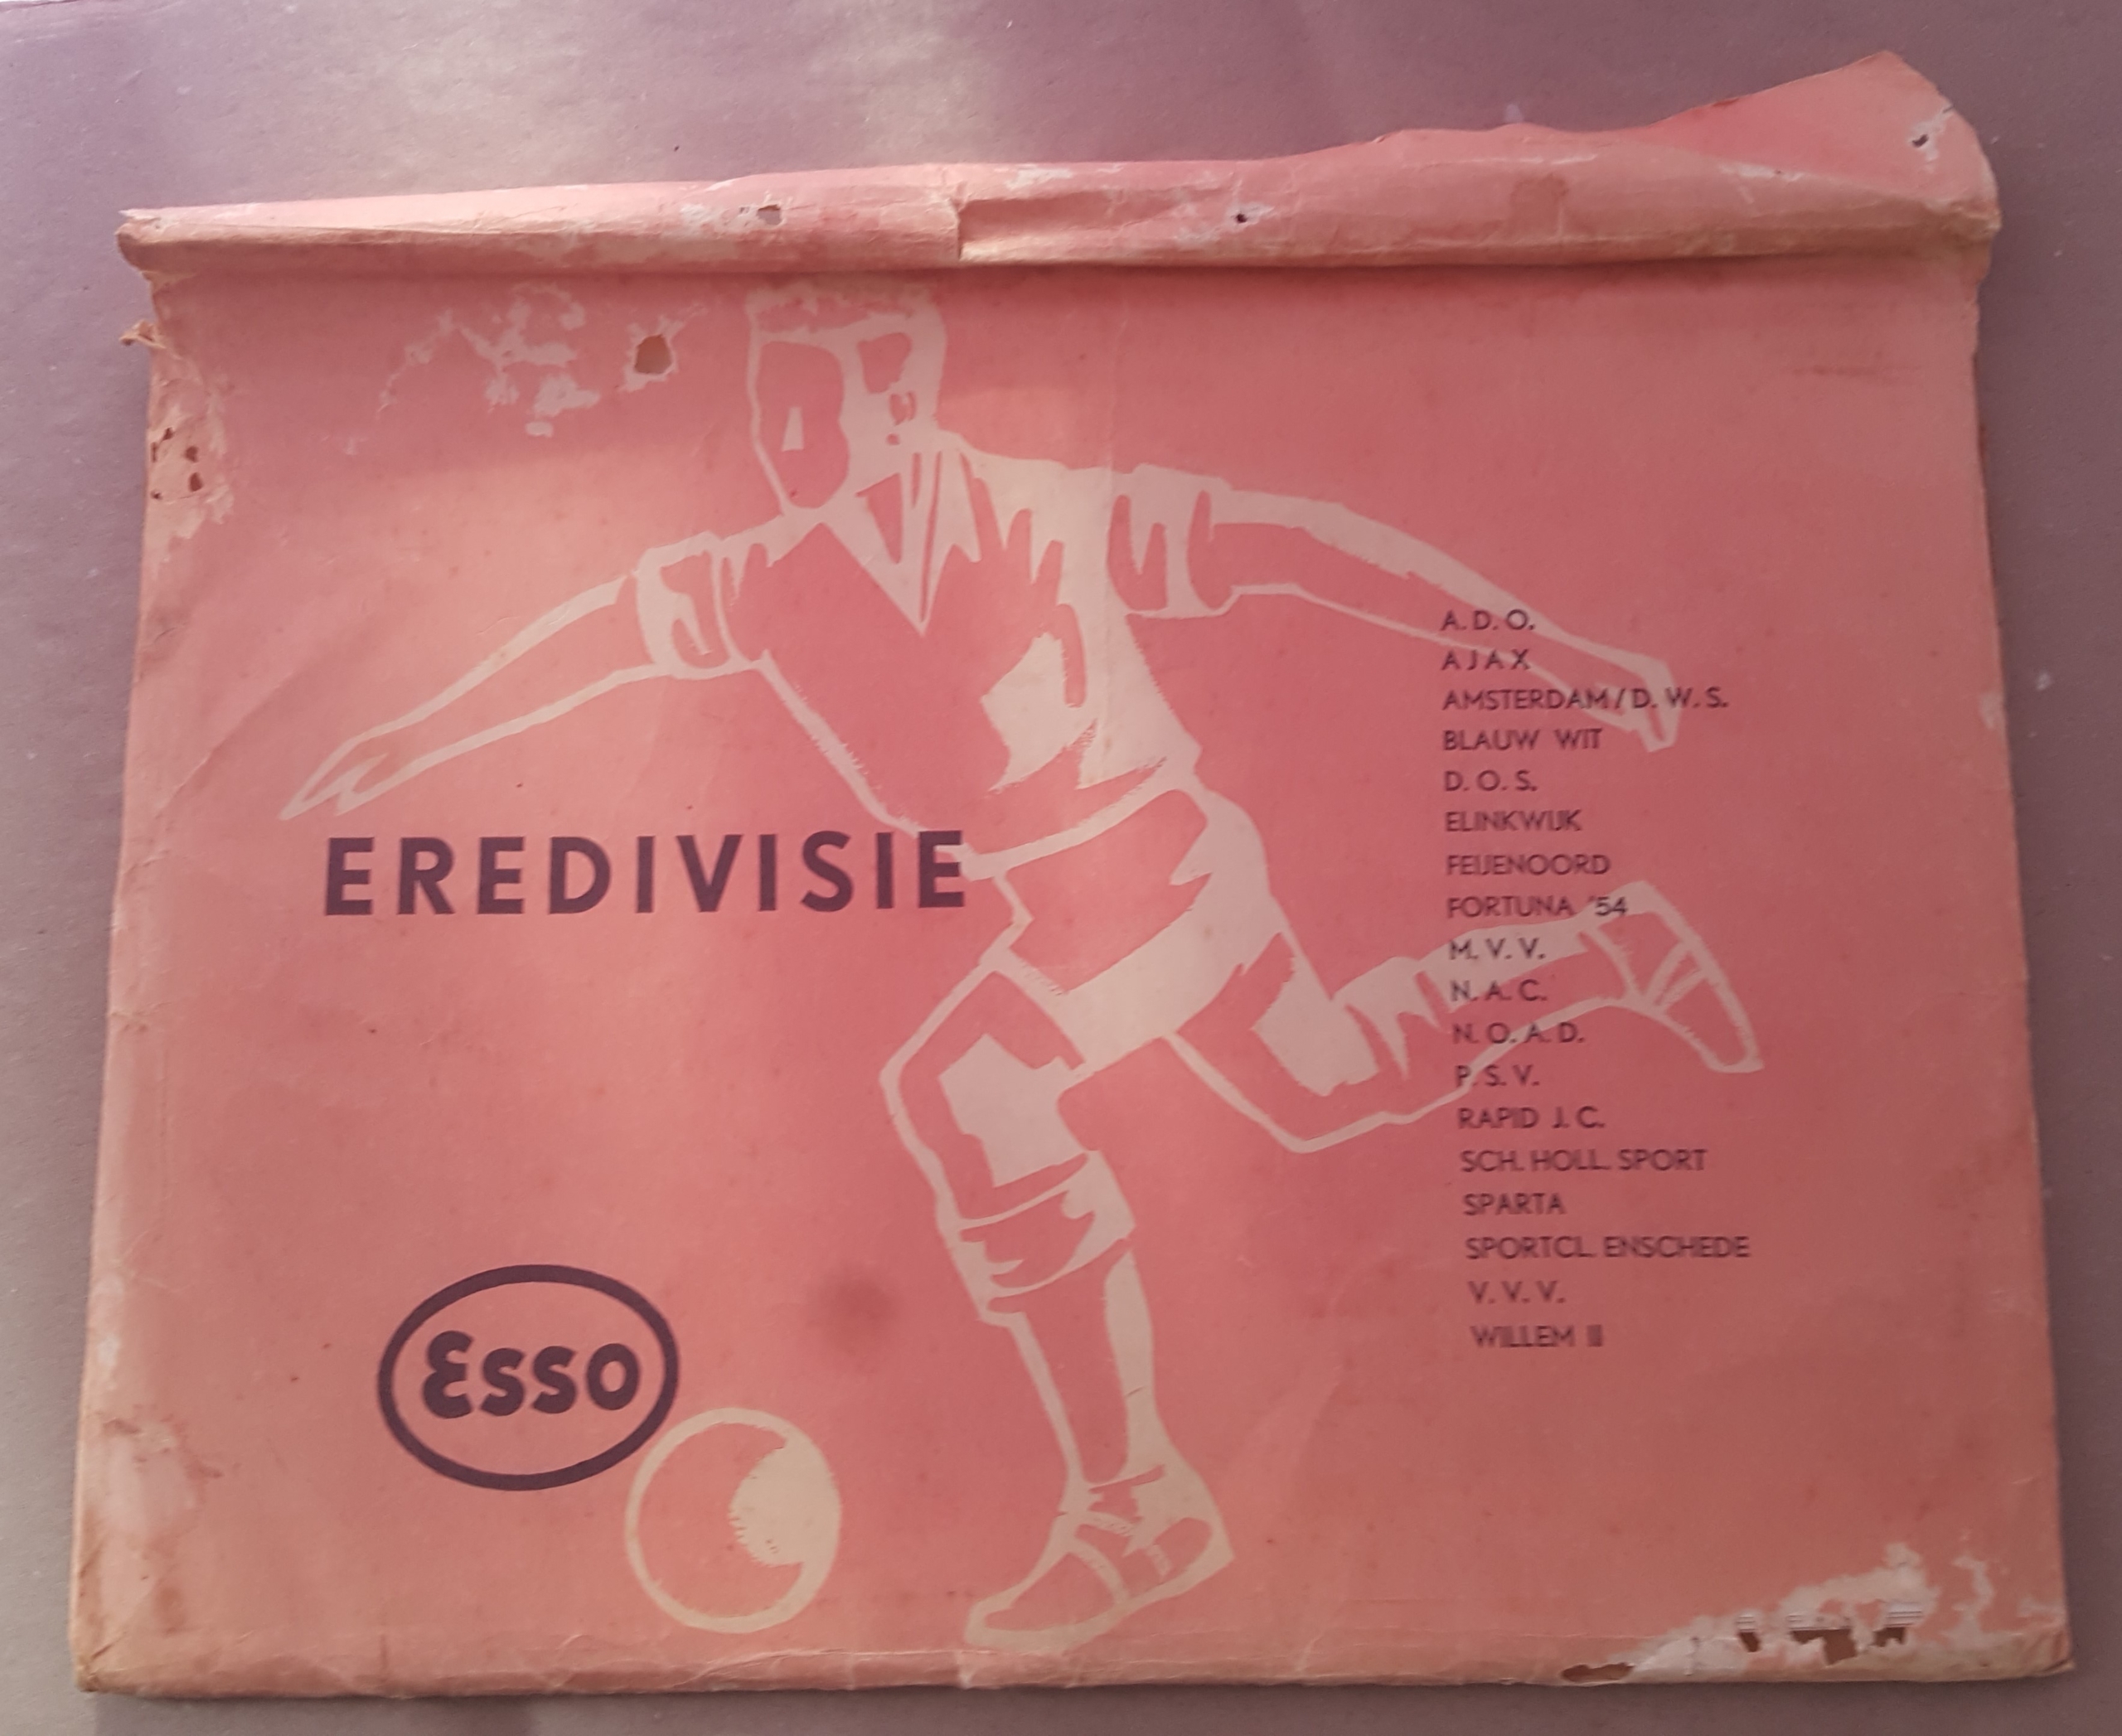 EREDIVISIE
Esso
A.D.O.
AJAX
AMSTERDAM/D.W.S.
BLAUW WIT
D.O.S.
ELINKWIJK
FEIJENOORD
FORTUNA '54
M.V.V.
N.A.C.
N.O.A.D.
P.S.V.
RAPID J.C.
SCH. HOLL. SPORT
SPARTA
SPORTCL. ENSCHEDE
V.V.V.
WILLEM II